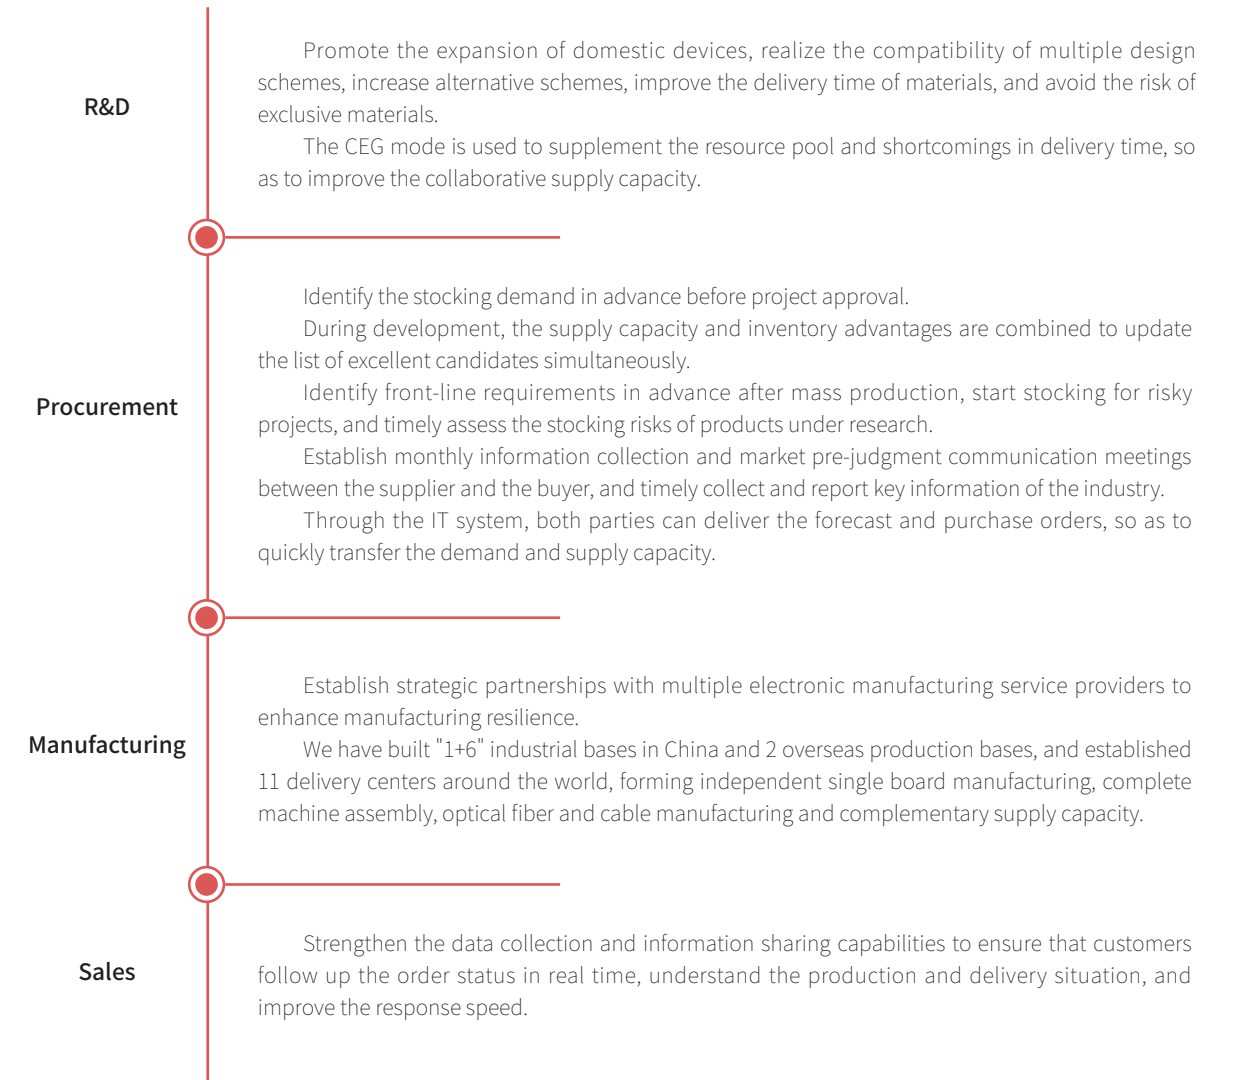 R&D
Promote the expansion of domestic devices, realize the compatibility of multiple design
schemes, increase alternative schemes, improve the delivery time of materials, and avoid the risk of
exclusive materials.
The CEG mode is used to supplement the resource pool and shortcomings in delivery time, so
as to improve the collaborative supply capacity.
Procurement
Identify the stocking demand in advance before project approval.
During development, the supply capacity and inventory advantages are combined to update
the list of excellent candidates simultaneously.
Identify front-line requirements in advance after mass production, start stocking for risky
projects, and timely assess the stocking risks of products under research.
Establish monthly information collection and market pre-judgment communication meetings
between the supplier and the buyer, and timely collect and report key information of the industry.
Through the IT system, both parties can deliver the forecast and purchase orders, so as to
quickly transfer the demand and supply capacity.
Manufacturing
Establish strategic partnerships with multiple electronic manufacturing service providers to
enhance manufacturing resilience.
We have built "1+6" industrial bases in China and 2 overseas production bases, and established
11 delivery centers around the world, forming independent single board manufacturing, complete
machine assembly, optical fiber and cable manufacturing and complementary supply capacity.
Sales
Strengthen the data collection and information sharing capabilities to ensure that customers
follow up the order status in real time, understand the production and delivery situation, and
improve the response speed.